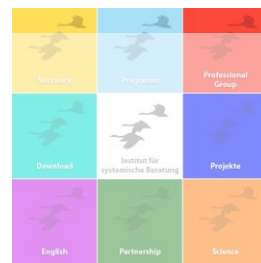 Netzwerk
Programm
Professional
Group
Download
Institut für
systemische Beratung
Projekte
English
Partnership
Science